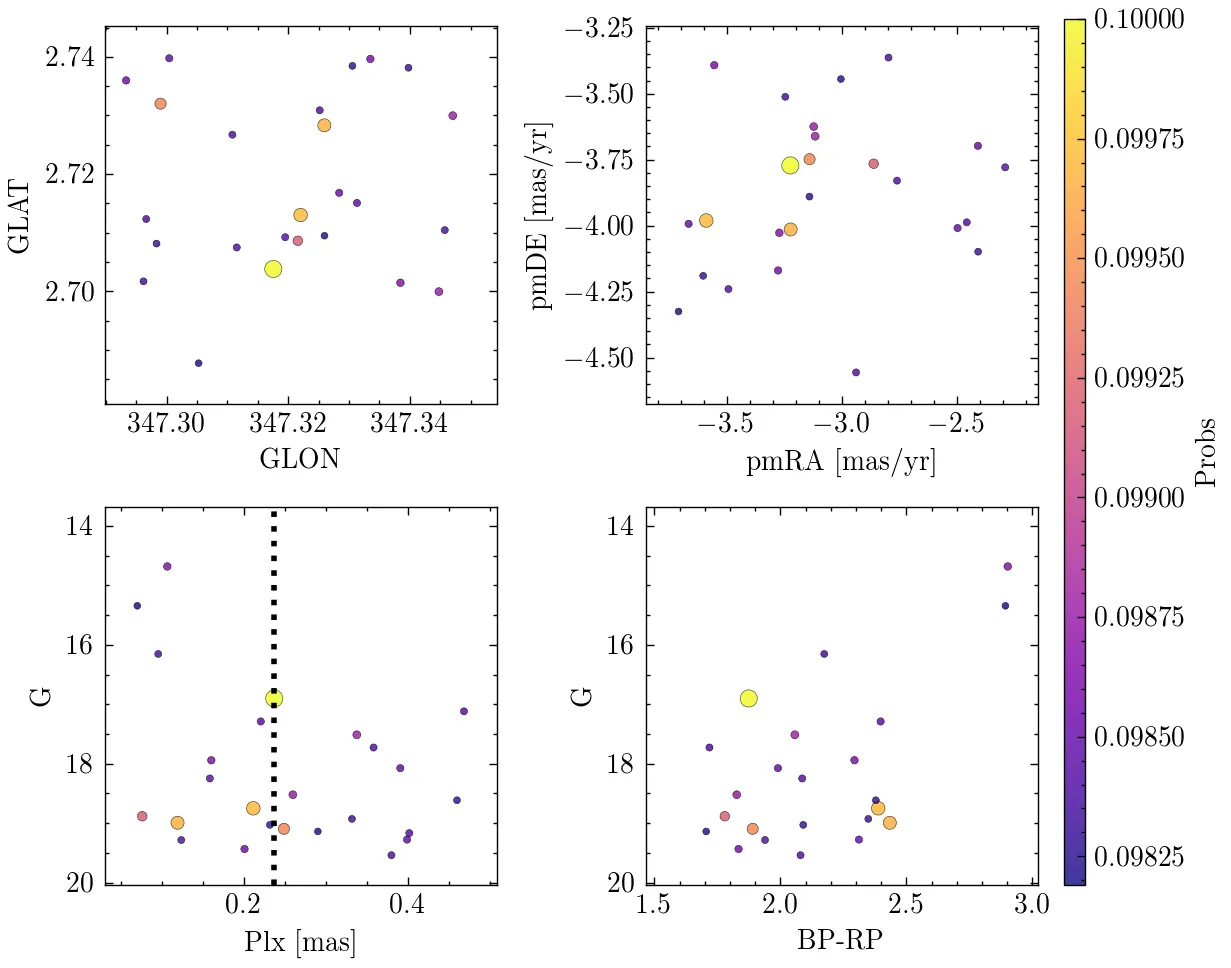 2.74
2.72
2.70
GLAT
347.30 347.32 347.34
GLON
−3.25
−3.50
−3.75
−4.00
−4.25
−4.50
pmDE [mas/yr]
−3.5 −3.0 −2.5
pmRA [mas/yr]
14
16
18
20
G
0.2 0.4
Plx [mas]
14
16
18
20
G
1.5 2.0 2.5 3.0
BP-RP
0.10000
0.09975
0.09950
0.09925
0.09900
0.09875
0.09850
0.09825
Probs